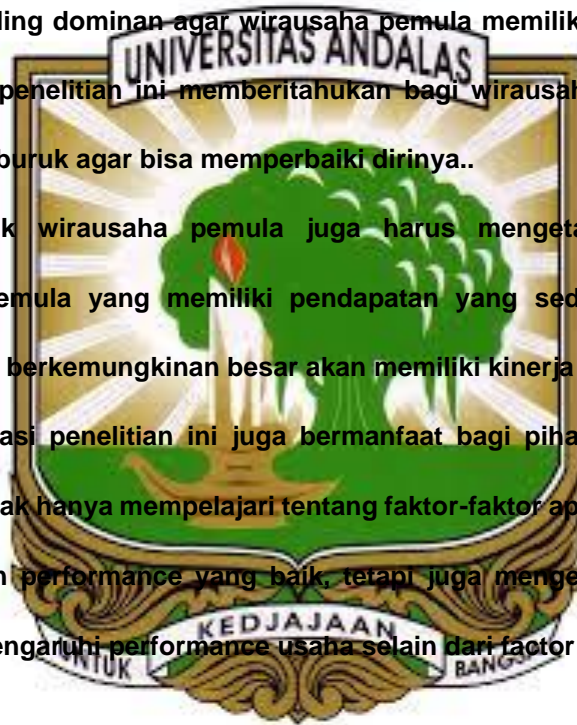 ling dominan agar wirausaha pemula memilik
UNIVERSITAS ANDALAS
penelitian ini memberitahukan bagi wirausah
buruk agar bisa memperbaiki dirinya..
k wirausaha pemula juga harus mengeta
emula yang memiliki pendapatan yang sed
berkemungkinan besar akan memiliki kinerja
asi penelitian ini juga bermanfaat bagi piha
ak hanya mempelajari tentang faktor-faktor ap
n performance yang baik, tetapi juga menge
engaruhi performance usaha selain dari factor
UNTUK KEDJAJAAN BANGSA